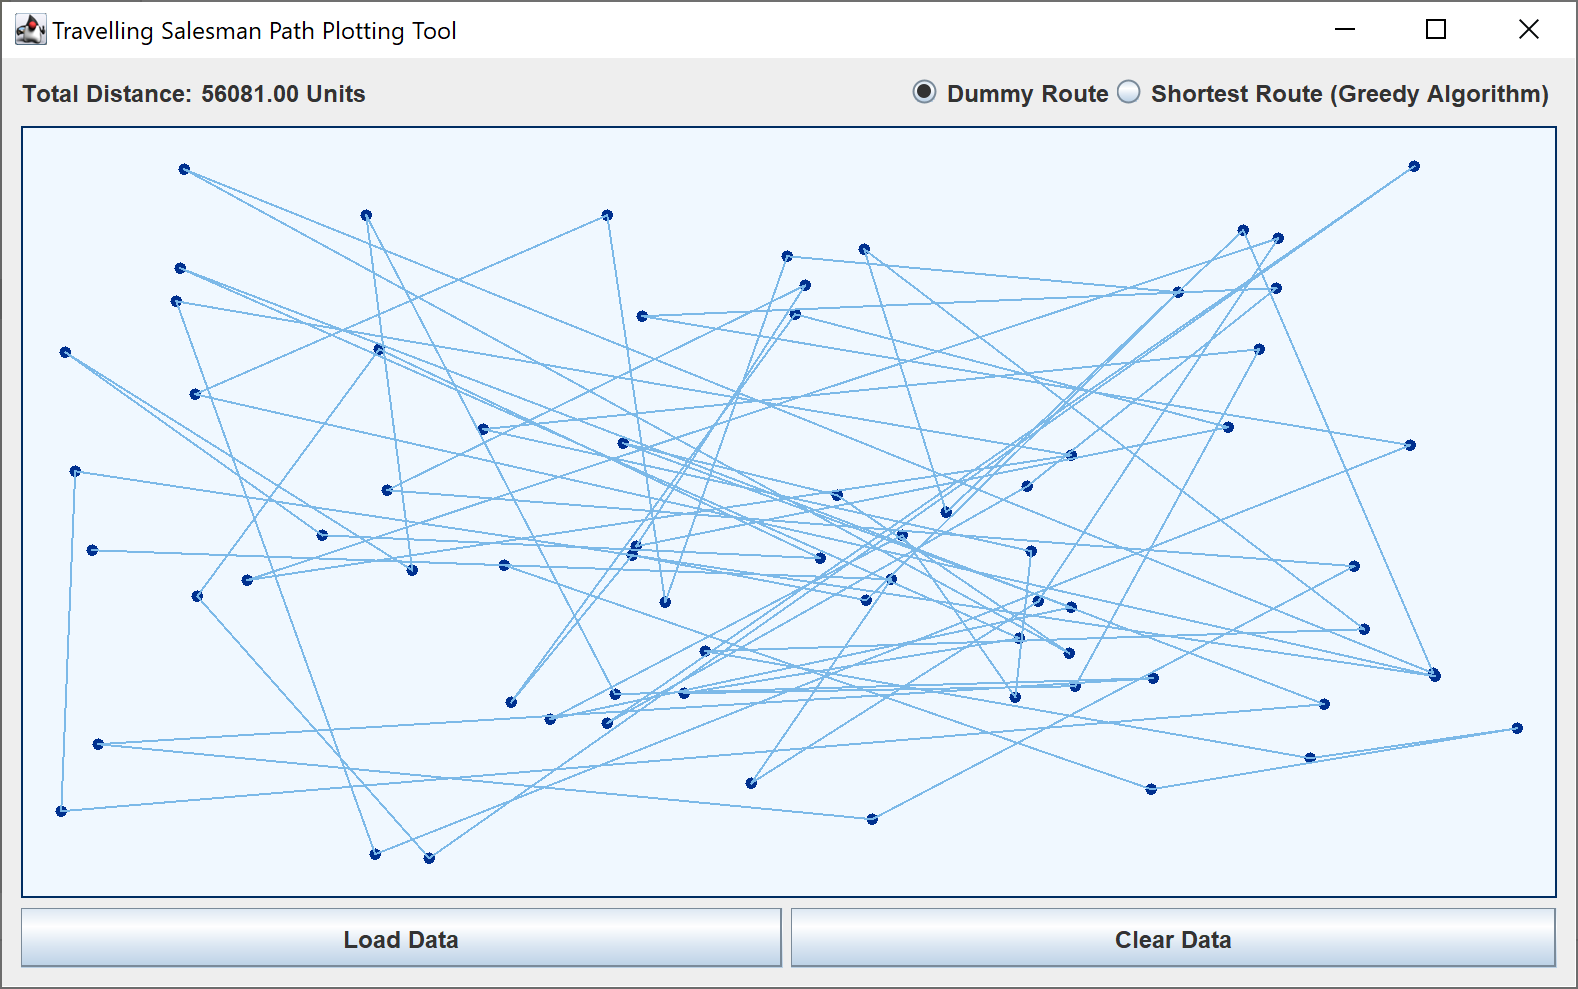 Travelling Salesman Path Plotting Tool
Total Distance: 56081.00 Units
Dummy Route
Shortest Route (Greedy Algorithm)
Load Data
Clear Data